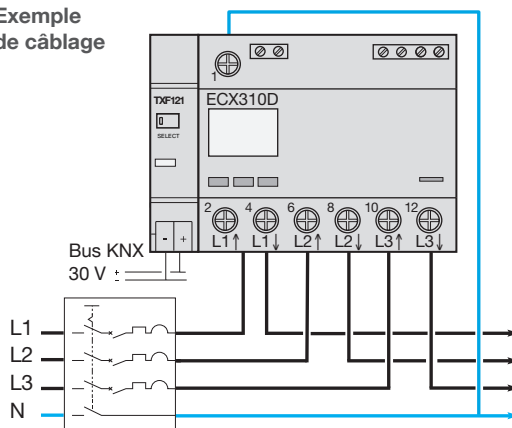 Exemple
de câblage
1
TXF121
ECX310D
SELECT
2 4 6 8 10 12
L1↑ L1↓ L2↑ L2↓ L3↑ L3↓
- +
Bus KNX
30 V + -
L1
L2
L3
N